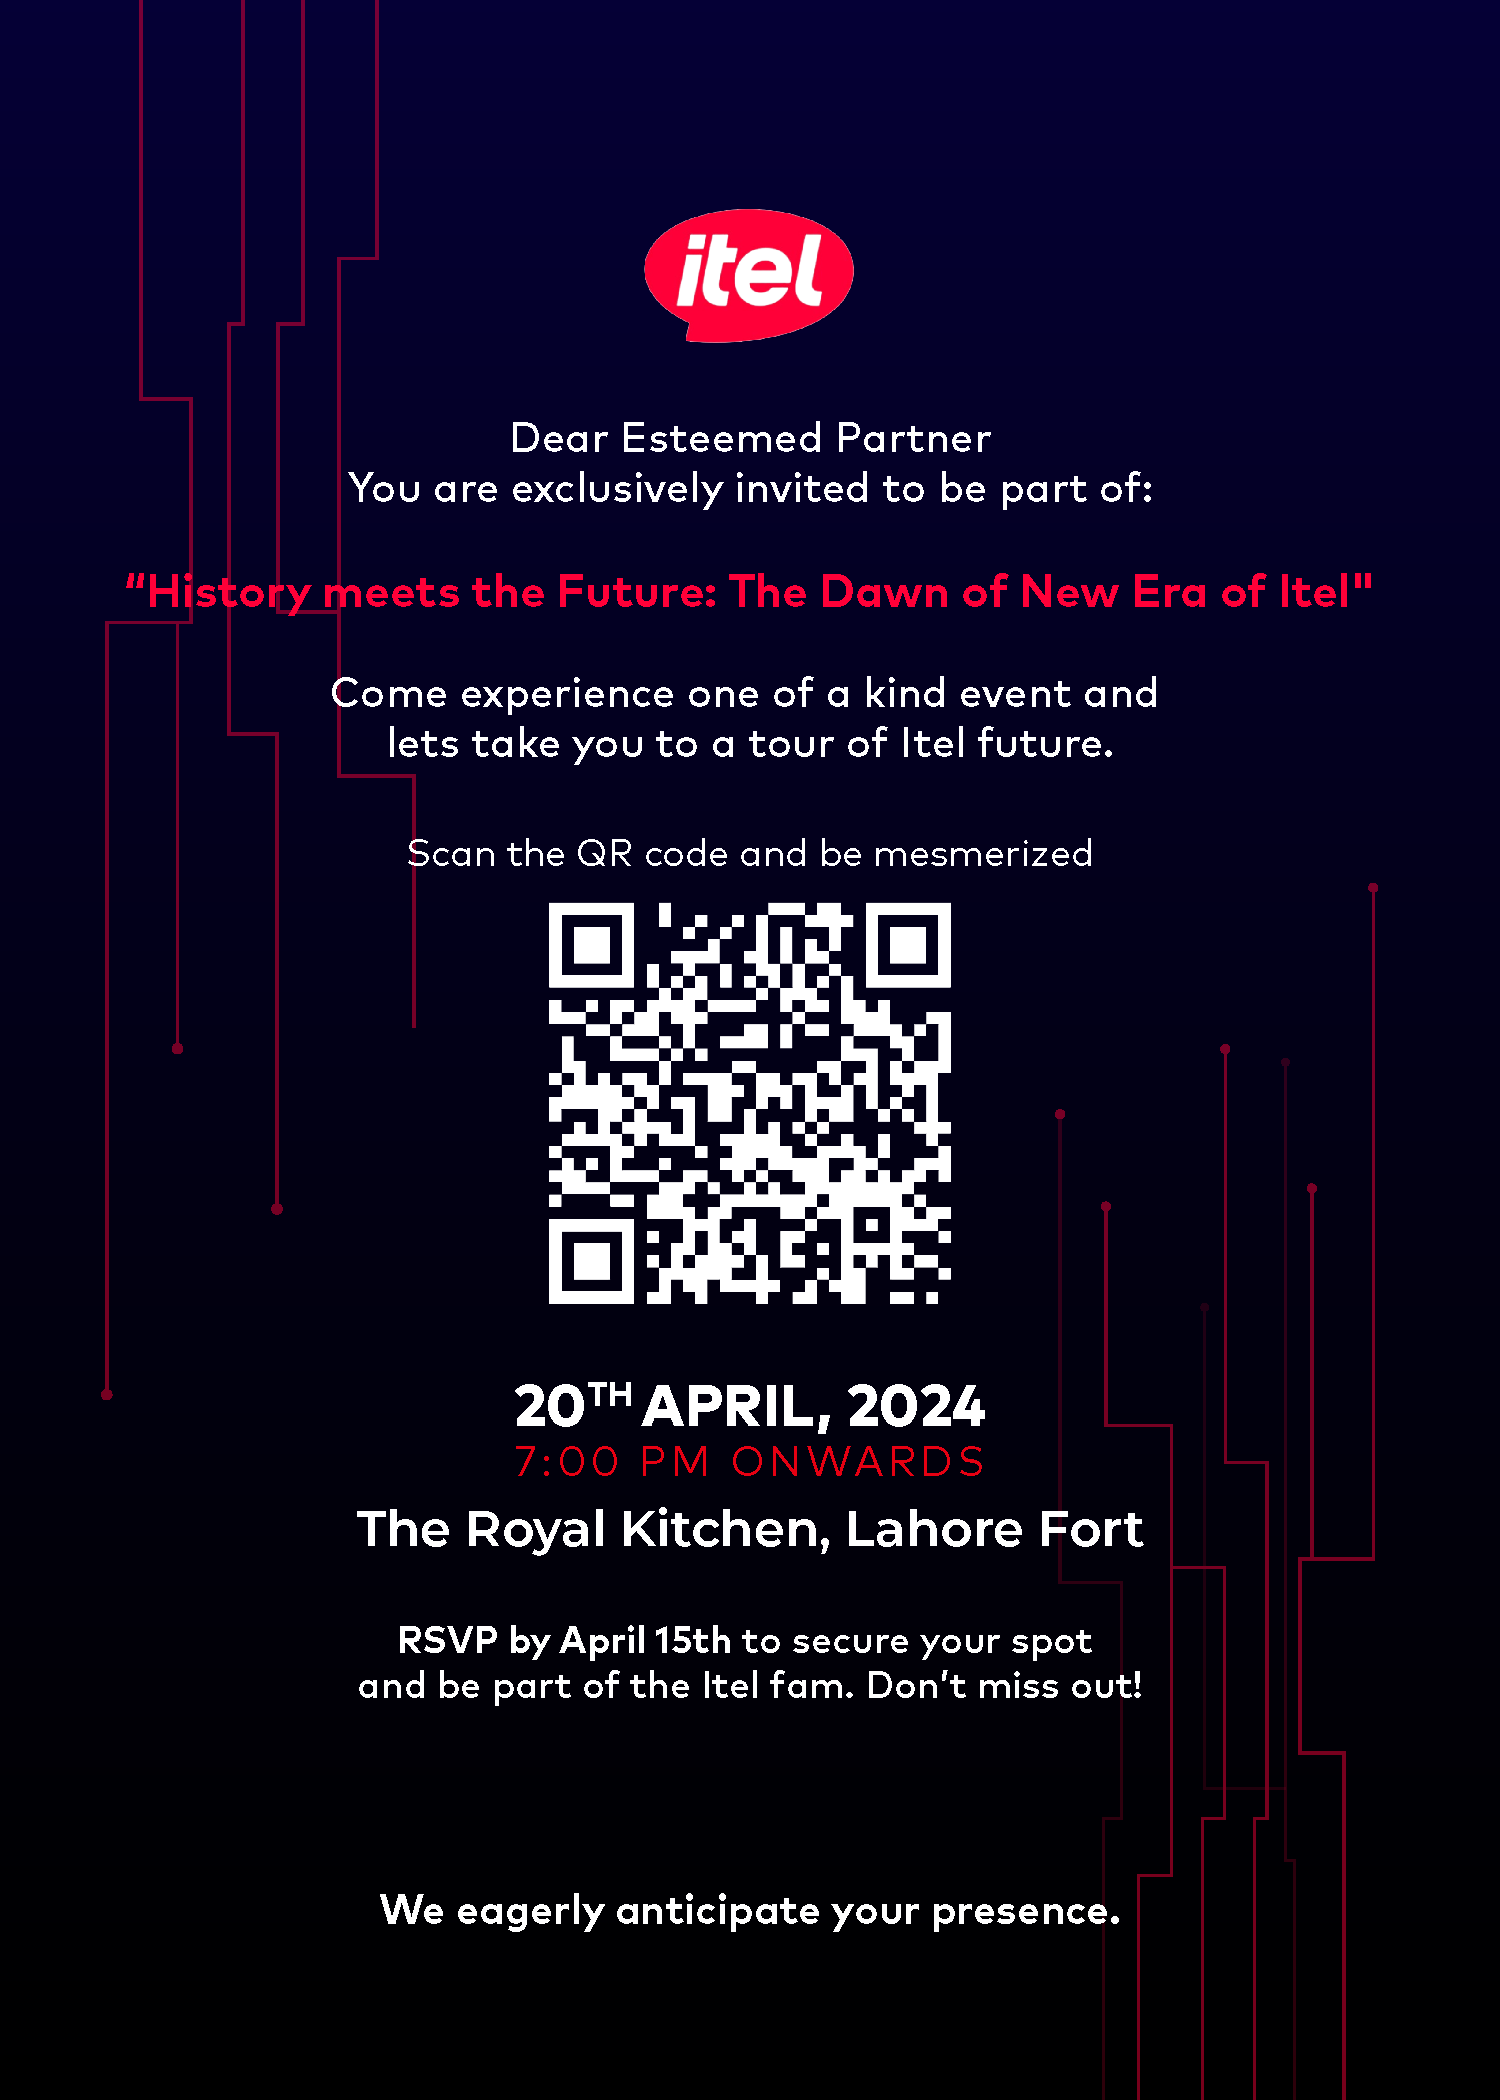 itel
Dear Esteemed Partner
You are exclusively invited to be part of:
“History meets the Future: The Dawn of New Era of Itel"
Come experience one of a kind event and
lets take you to a tour of Itel future.
Scan the QR code and be mesmerized
20TH APRIL, 2024
7:00 PM ONWARDS
The Royal Kitchen, Lahore Fort
RSVP by April 15th to secure your spot
and be part of the Itel fam. Don’t miss out!
We eagerly anticipate your presence.